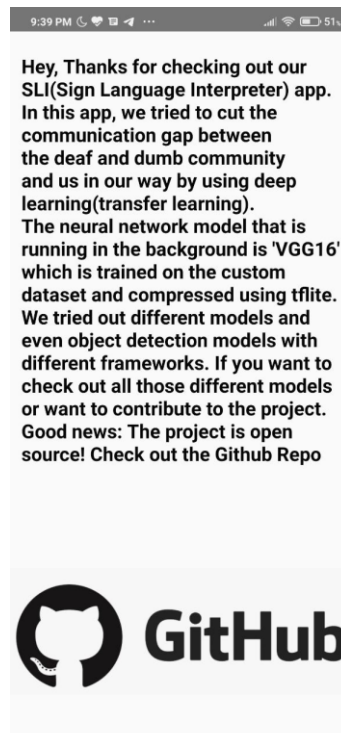 9:39 PM
51%
Hey, Thanks for checking out our
SLI(Sign Language Interpreter) app.
In this app, we tried to cut the
communication gap between
the deaf and dumb community
and us in our way by using deep
learning(transfer learning).
The neural network model that is
running in the background is 'VGG16'
which is trained on the custom
dataset and compressed using tflite.
We tried out different models and
even object detection models with
different frameworks. If you want to
check out all those different models
or want to contribute to the project.
Good news: The project is open
source! Check out the Github Repo
GitHub